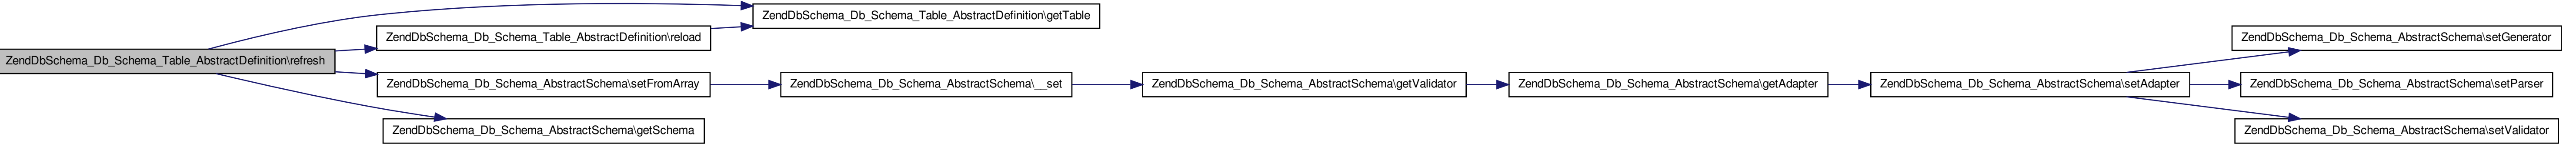 ZendDbSchema_Db_Schema_Table_AbstractDefinition\refresh
ZendDbSchema_Db_Schema_Table_AbstractDefinition\getTable
ZendDbSchema_Db_Schema_Table_AbstractDefinition\reload
ZendDbSchema_Db_Schema_AbstractSchema\setFromArray
ZendDbSchema_Db_Schema_AbstractSchema\__set
ZendDbSchema_Db_Schema_AbstractSchema\getValidator
ZendDbSchema_Db_Schema_AbstractSchema\getAdapter
ZendDbSchema_Db_Schema_AbstractSchema\setAdapter
ZendDbSchema_Db_Schema_AbstractSchema\setGenerator
ZendDbSchema_Db_Schema_AbstractSchema\setParser
ZendDbSchema_Db_Schema_AbstractSchema\setValidator
ZendDbSchema_Db_Schema_AbstractSchema\getSchema